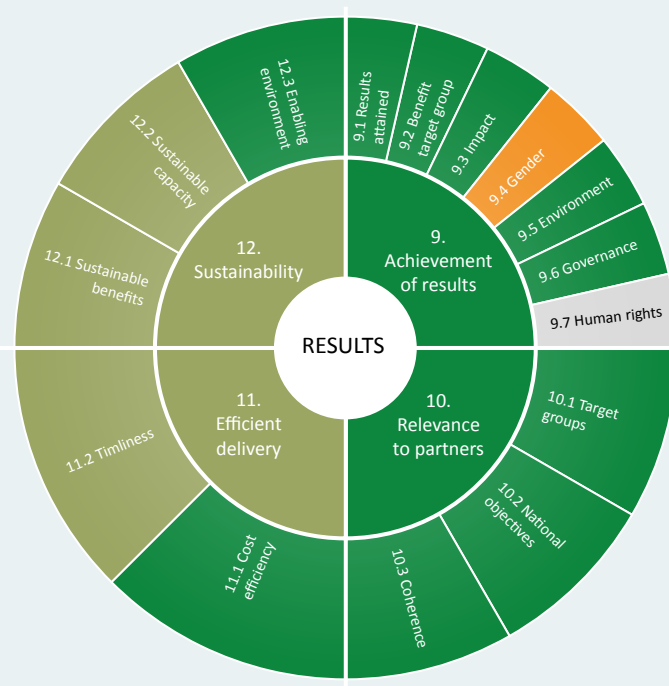 RESULTS
9.
Achievement
of results
9.1 Results
attained
9.2 Benefit
target group
9.3 Impact
9.4 Gender
9.5 Environment
9.6 Governance
9.7 Human rights
10.
Relevance
to partners
10.1 Target
groups
10.2 National
objectives
10.3 Coherence
11.
Efficient
delivery
11.1 Cost
efficiency
11.2 Timliness
12.
Sustainability
12.1 Sustainable
benefits
12.2 Sustainable
capacity
12.3 Enabling
environment